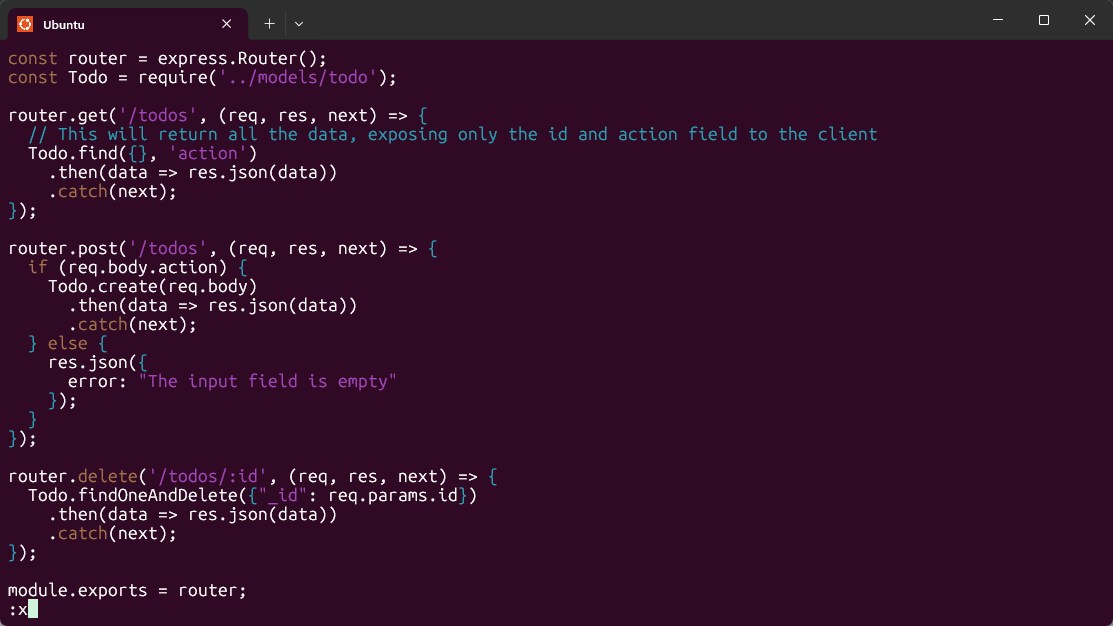 Ubuntu
const router = express.Router();
const Todo = require('../models/todo');

router.get('/todos', (req, res, next) => {
  // This will return all the data, exposing only the id and action field to the client
  Todo.find({}, 'action')
    .then(data => res.json(data))
    .catch(next);
});

router.post('/todos', (req, res, next) => {
  if (req.body.action) {
    Todo.create(req.body)
      .then(data => res.json(data))
      .catch(next);
  } else {
    res.json({
      error: "The input field is empty"
    });
  }
});

router.delete('/todos/:id', (req, res, next) => {
  Todo.findOneAndDelete({"_id": req.params.id})
    .then(data => res.json(data))
    .catch(next);
});

module.exports = router;
:x